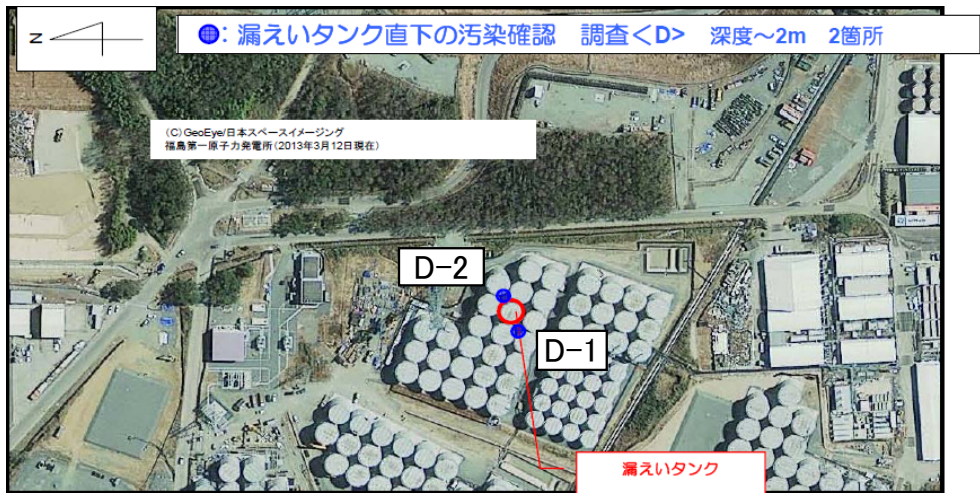 Z
●: 漏えいタンク直下の汚染確認 調査<D> 深度~2m 2箇所
(C)GeoEye/日本スペースイメージング
福島第一原子力発電所(2013年3月12日現在)
D-2
D-1
漏えいタンク